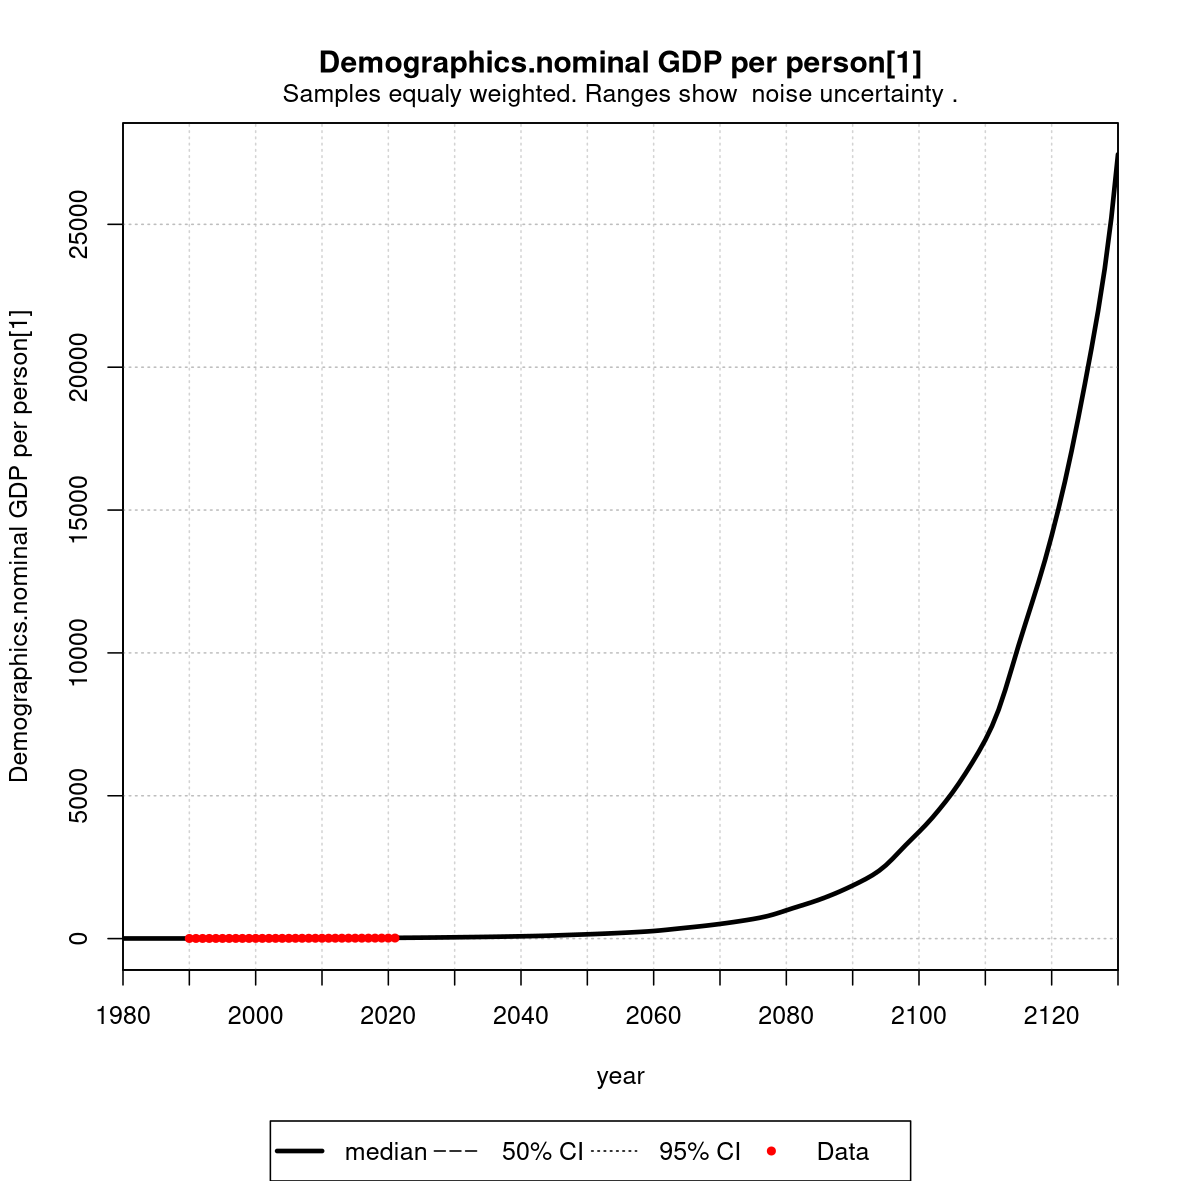 Demographics.nominal GDP per person[1]
Samples equaly weighted. Ranges show  noise uncertainty .
Demographics.nominal GDP per person[1]
25000
20000
15000
10000
5000
0
1980 2000 2020 2040 2060 2080 2100 2120
year
median 50% CI 95% CI Data